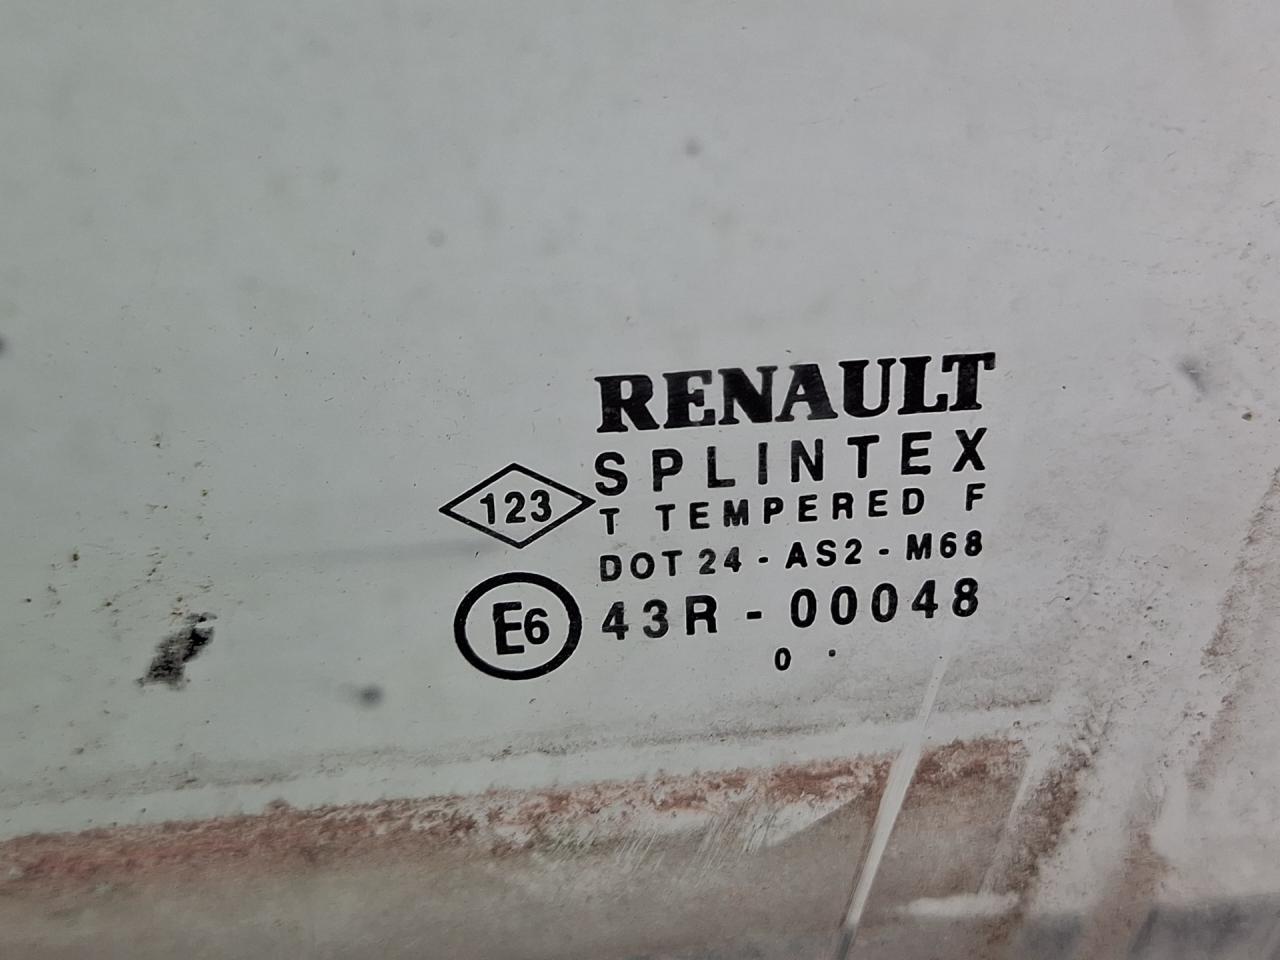 RENAULT
SPLINTEX
123
T TEMPERED F
DOT 24 - AS2 - M68
E6 43R - 00048
0 .